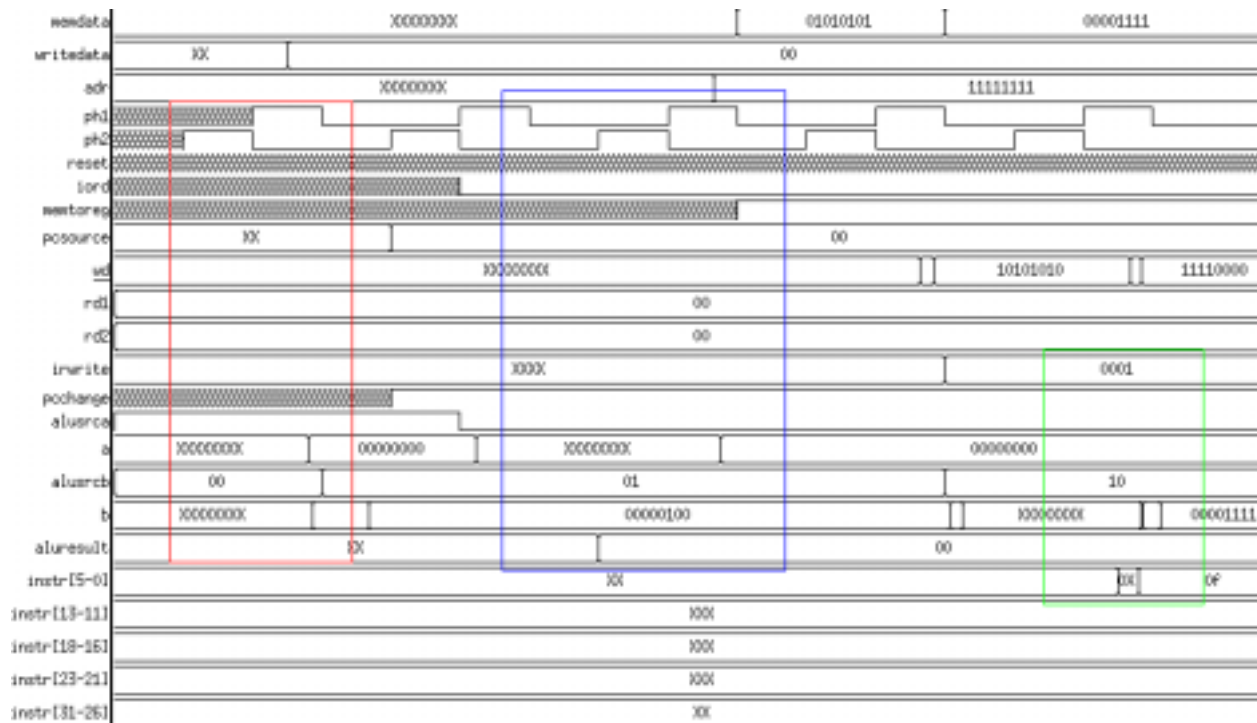 memdata XXXXXXXX 01010101 00001111
writedata XX 00
adr XXXXXXXX 11111111
ph1
ph2
reset
iord
memtoreg
pcsource XX 00
wd XXXXXXXX 10101010 11110000
rd1 00
rd2 00
irwrite XXXX 0001
pcchange
alusrca
a XXXXXXXX 00000000 XXXXXXXX 00000000
alusrcb 00 01 10
b XXXXXXXX 00000100 XXXXXXXX 00001111
aluresult XX 00
instr[5-0] XX 0X 0f
instr[13-11] XXX
instr[18-16] XXX
instr[23-21] XXX
instr[31-26] XX